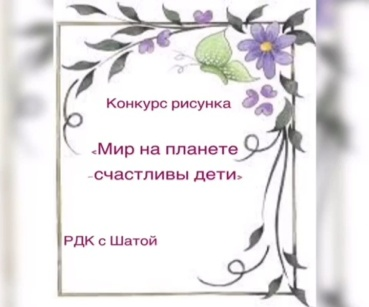 Конкурс рисунка
«Мир на планете
-счастливы дети»
РДК с Шатой